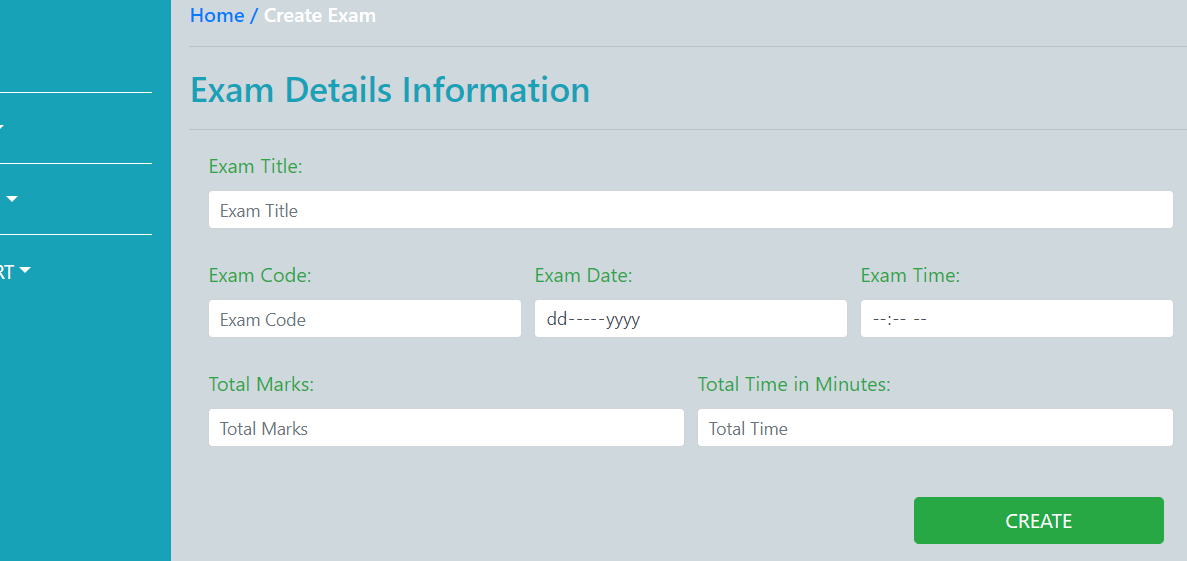 Home / Create Exam
Exam Details Information
Exam Title:
Exam Title
Exam Code: Exam Date: Exam Time:
Exam Code dd-----yyyy --:-- --
RT
Total Marks: Total Time in Minutes:
Total Marks Total Time
CREATE